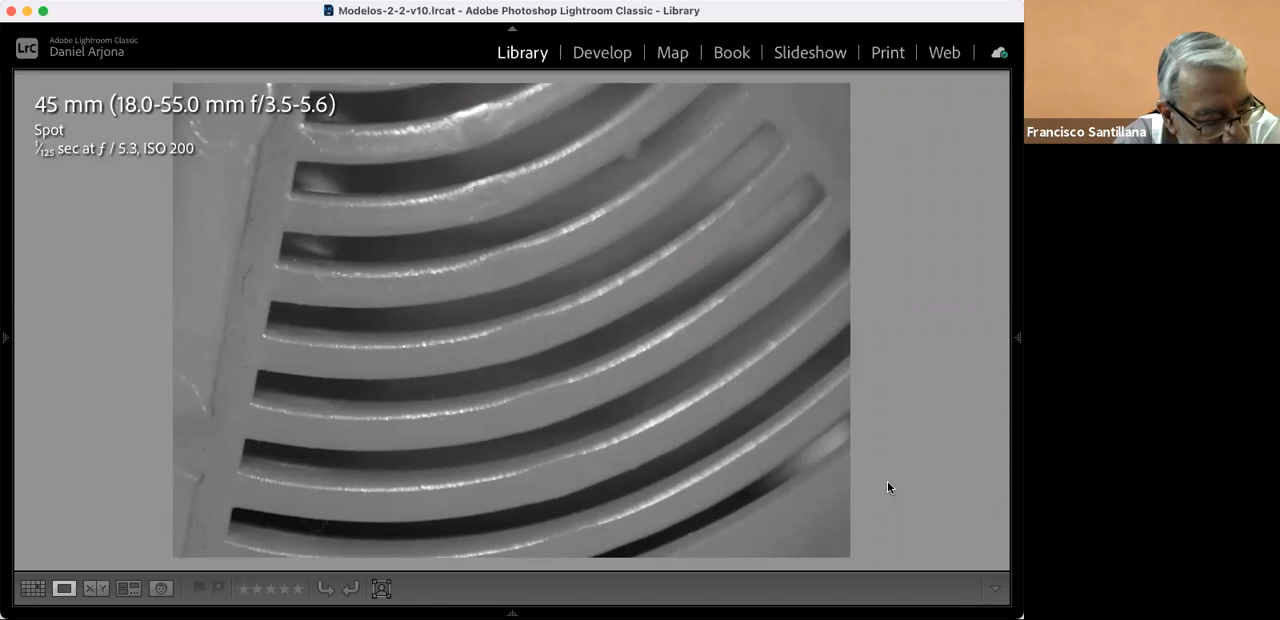 Modelos-2-2-v10.lrcat - Adobe Photoshop Lightroom Classic - Library
LrC
Adobe Lightroom Classic
Daniel Arjona
Library | Develop | Map | Book | Slideshow | Print | Web |
45 mm (18.0-55.0 mm f/3.5-5.6)
Spot
1/125 sec at ƒ / 5.3, ISO 200
Francisco Santillana
X Y